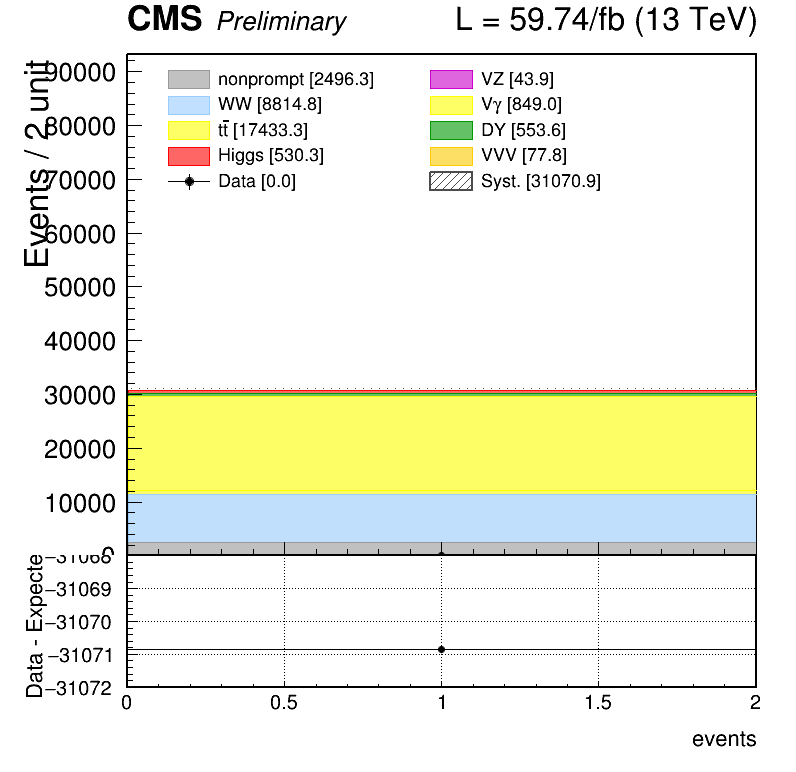 CMS Preliminary L = 59.74/fb (13 TeV)
Events / 2 unit
nonprompt [2496.3]
WW [8814.8]
tt̄ [17433.3]
Higgs [530.3]
Data [0.0]
VZ [43.9]
Vγ [849.0]
DY [553.6]
VVV [77.8]
Syst. [31070.9]
90000
80000
70000
60000
50000
40000
30000
20000
10000
0
Data - Expecte
−31068
−31069
−31070
−31071
−31072
0 0.5 1 1.5 2
events